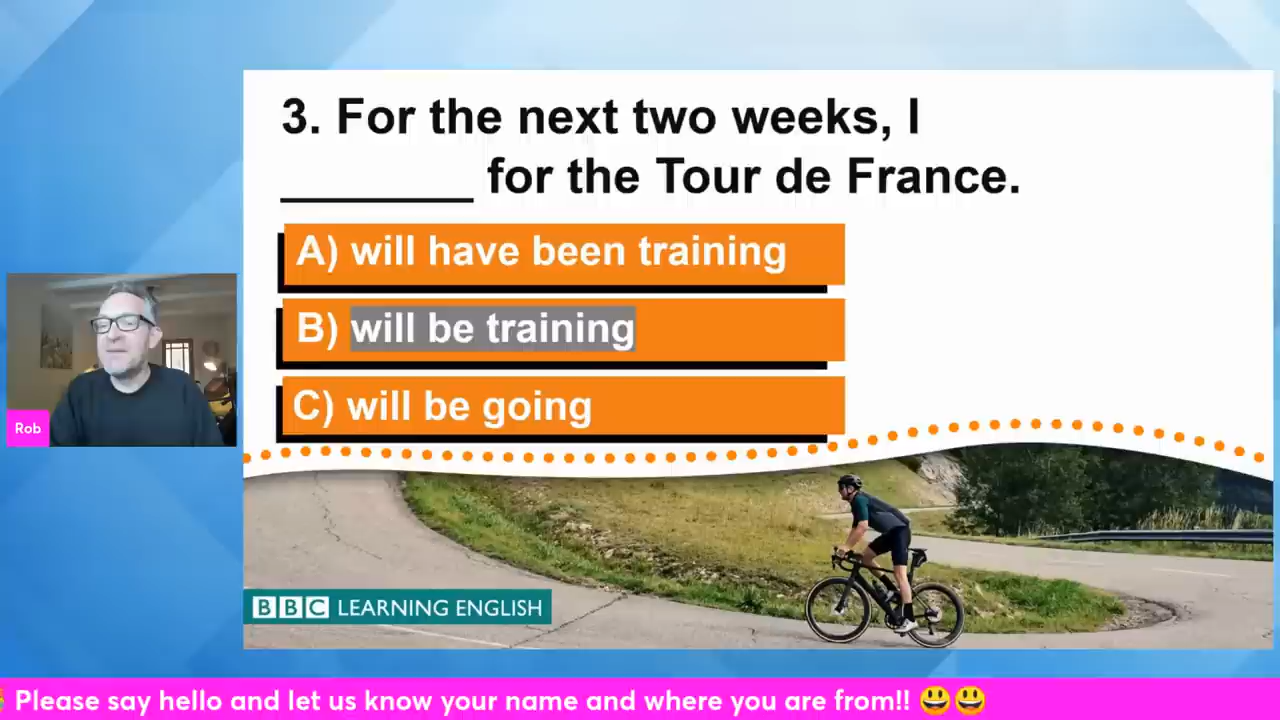 3. For the next two weeks, I
________ for the Tour de France.
A) will have been training
B) will be training
C) will be going
Rob
BBC LEARNING ENGLISH
Please say hello and let us know your name and where you are from!! 😃😃